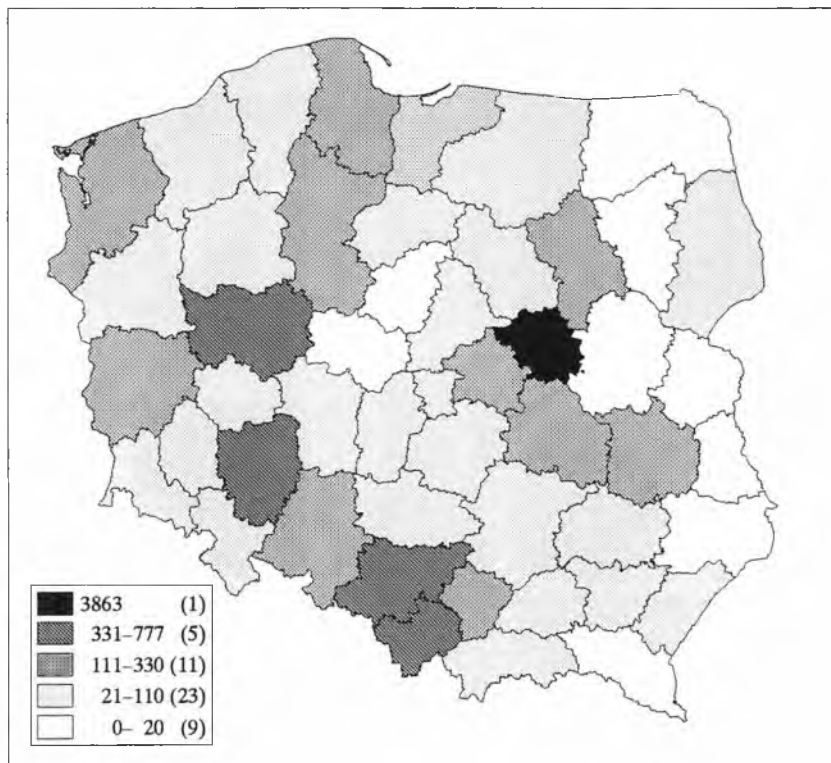 3863 (1)
331–777 (5)
111–330 (11)
21–110 (23)
0– 20 (9)